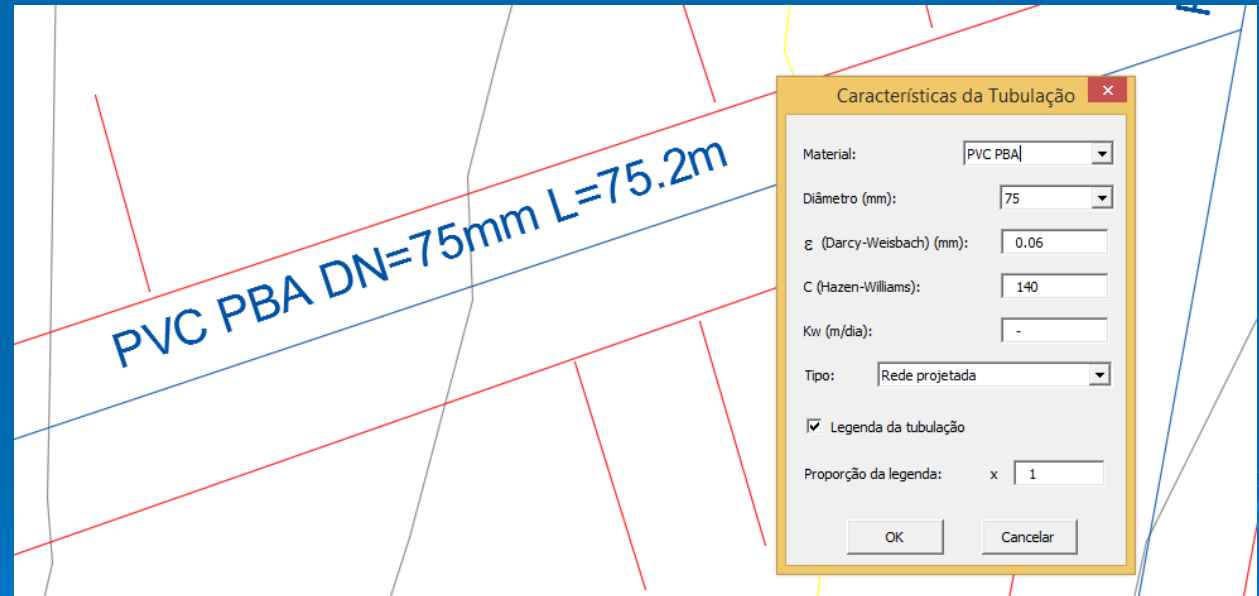 PVC PBA DN=75mm L=75.2m
Características da Tubulação
Material: PVC PBA
Diâmetro (mm): 75
ε (Darcy-Weisbach) (mm): 0.06
C (Hazen-Williams): 140
Kw (m/dia): -
Tipo: Rede projetada
Legenda da tubulação
Proporção da legenda: x 1
OK Cancelar